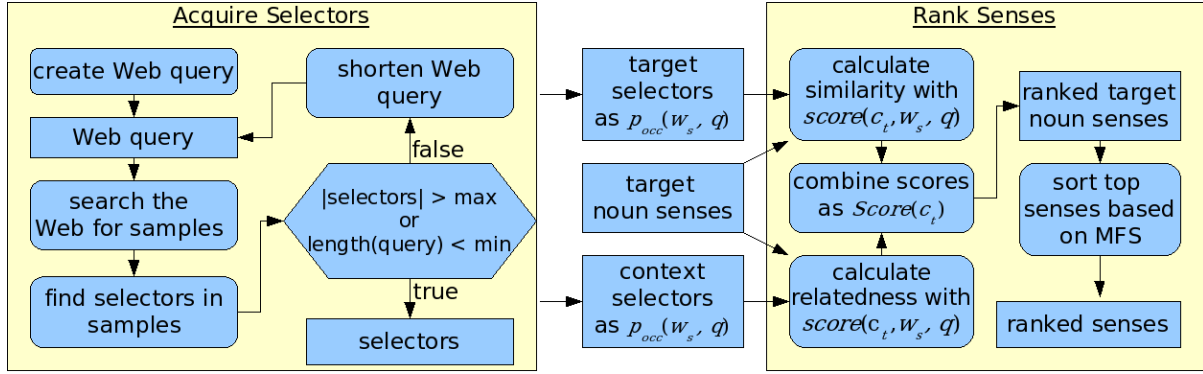 Acquire Selectors
create Web query
Web query
search the
Web for samples
find selectors in
samples
shorten Web
query
false
|selectors| > max
or
length(query) < min
true
selectors
target
selectors
as p_occ(w_s, q)
target
noun senses
context
selectors
as p_occ(w_s, q)
Rank Senses
calculate
similarity with
score(c_t,w_s, q)
combine scores
as Score(c_t)
calculate
relatedness with
score(c_t,w_s, q)
ranked target
noun senses
sort top
senses based
on MFS
ranked senses